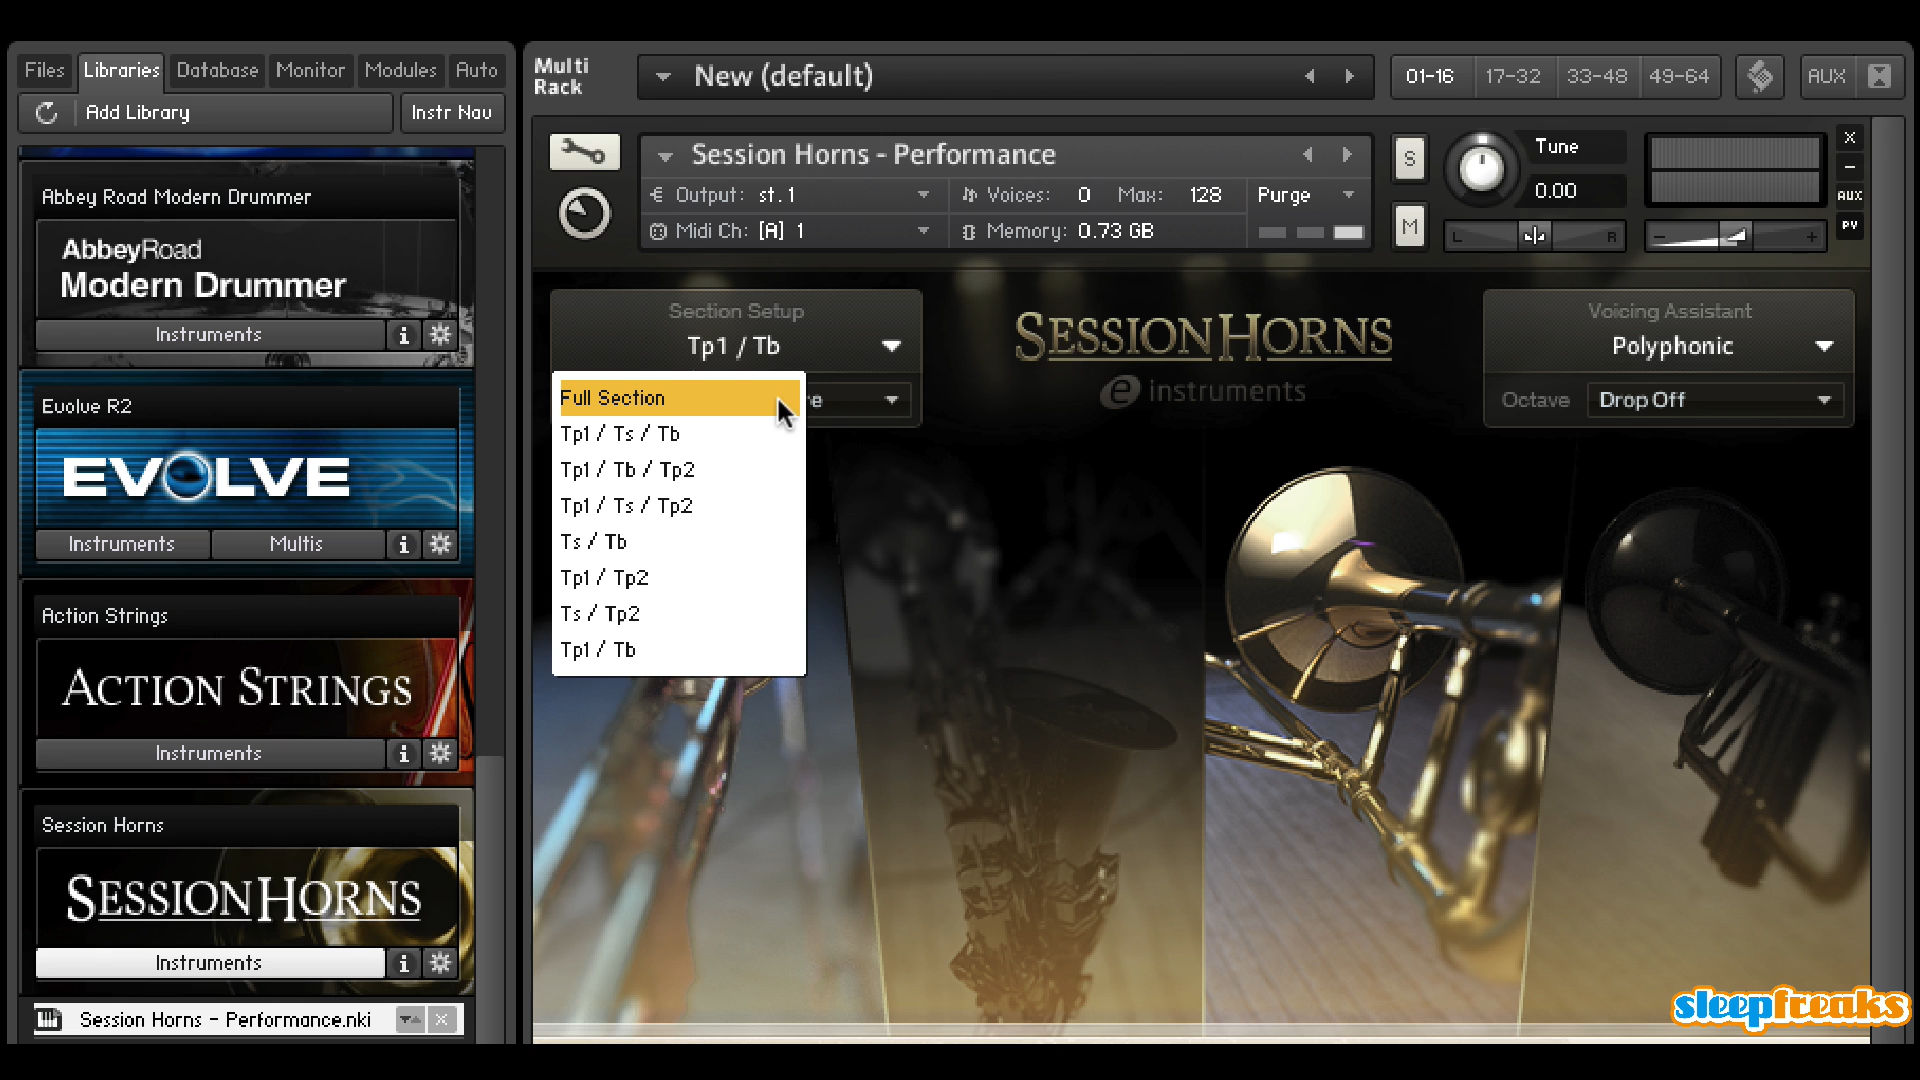 Files Libraries Database Monitor Modules Auto
Add Library Instr Nav
Abbey Road Modern Drummer
AbbeyRoad
Modern Drummer
Instruments i
Evolve R2
EVOLVE
Instruments Multis i
Action Strings
ACTION STRINGS
Instruments i
Session Horns
SESSION HORNS
Instruments i
Session Horns - Performance.nki
Multi
Rack
New (default)
01-16 17-32 33-48 49-64 AUX
Session Horns - Performance
Output: st.1 Voices: 0 Max: 128 Purge
Midi Ch: [A] 1 Memory: 0.73 GB
S
M
Tune
0.00
L R
- +
x
-
AUX
PV
Section Setup
Tp1 / Tb
Full Section
Tp1 / Ts / Tb
Tp1 / Tb / Tp2
Tp1 / Ts / Tp2
Ts / Tb
Tp1 / Tp2
Ts / Tp2
Tp1 / Tb
SESSION HORNS
e instruments
Voicing Assistant
Polyphonic
Octave Drop Off
sleepfreaks